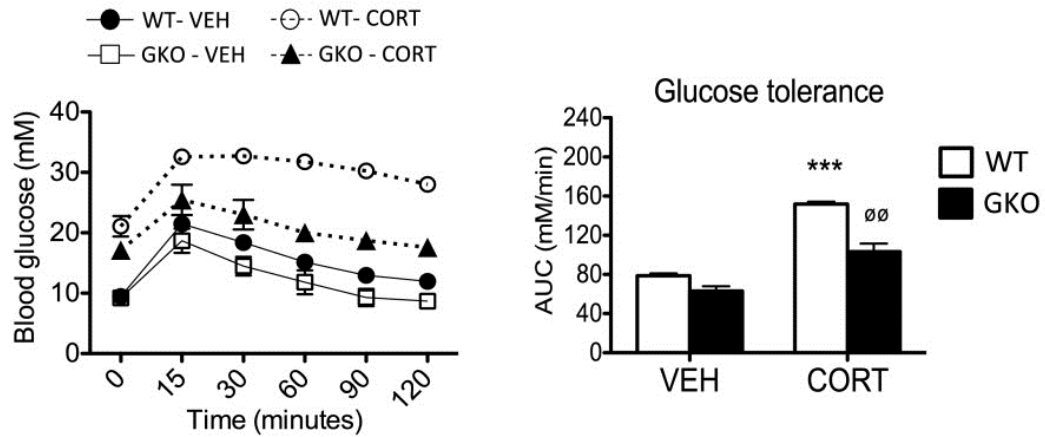 WT- VEH
WT- CORT
GKO - VEH
GKO - CORT
Blood glucose (mM)
40
30
20
10
0
0 15 30 60 90 120
Time (minutes)
Glucose tolerance
AUC (mM/min)
240
200
160
120
80
40
0
***
øø
VEH CORT
WT
GKO